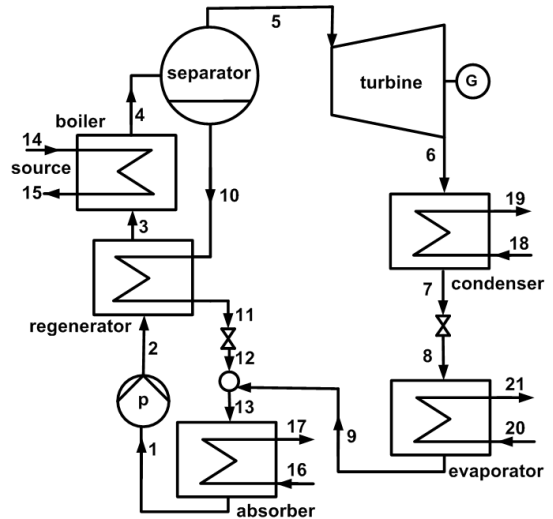 5
separator
turbine
G
4
boiler
14
source
15
6
10
19
18
3
condenser
7
regenerator
11
2
12
8
13
p
21
20
17
9
1
16
evaporator
absorber